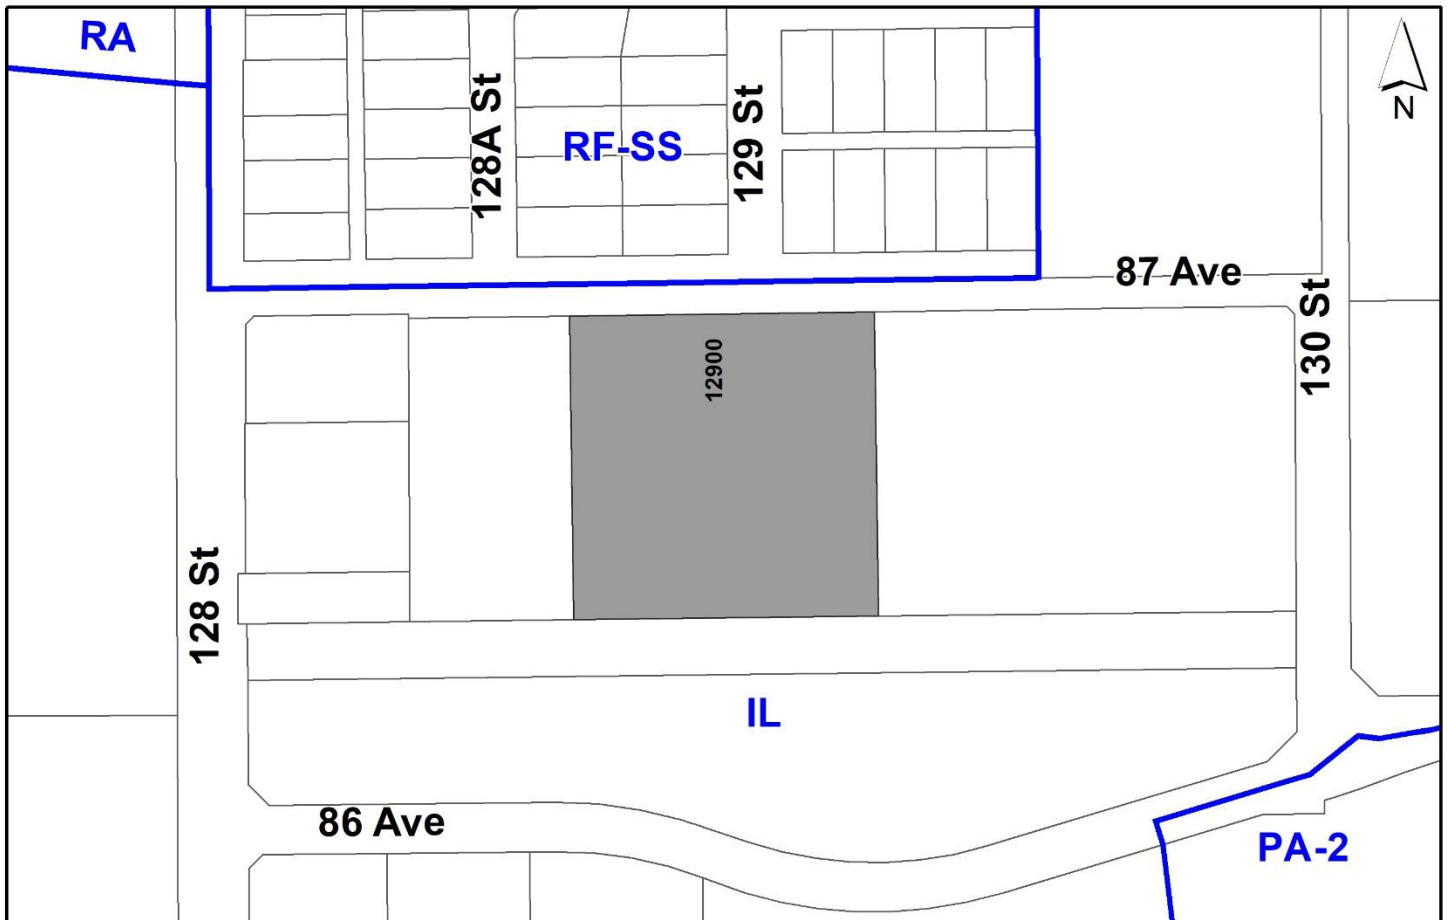 RA
N
128A St
129 St
RF-SS
87 Ave
130 St
12900
128 St
IL
86 Ave
PA-2